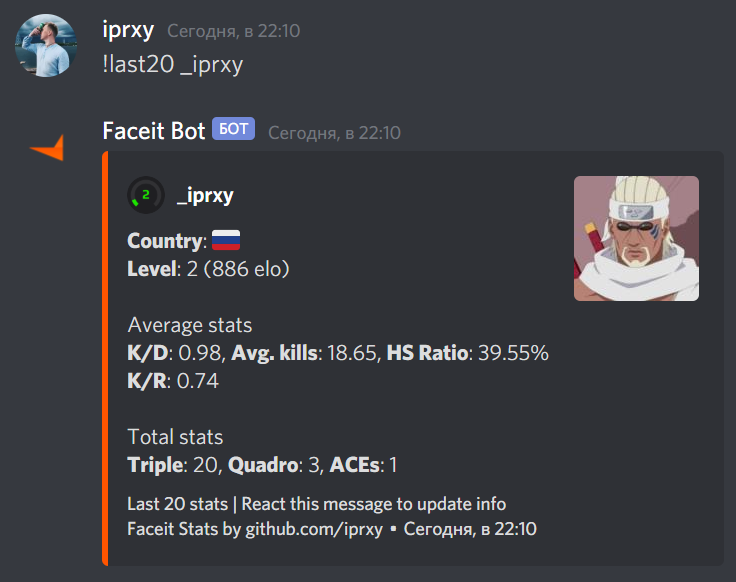 iprxy Сегодня, в 22:10
!last20 _iprxy
Faceit Bot БОТ Сегодня, в 22:10
2 _iprxy
Country:
Level: 2 (886 elo)
Average stats
K/D: 0.98, Avg. kills: 18.65, HS Ratio: 39.55%
K/R: 0.74
Total stats
Triple: 20, Quadro: 3, ACEs: 1
Last 20 stats | React this message to update info
Faceit Stats by github.com/iprxy • Сегодня, в 22:10